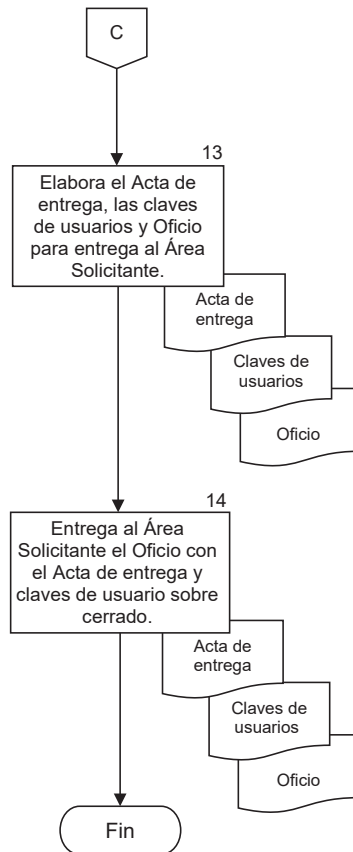 C
13
Elabora el Acta de
entrega, las claves
de usuarios y Oficio
para entrega al Área
Solicitante.
Acta de
entrega
Claves de
usuarios
Oficio
14
Entrega al Área
Solicitante el Oficio con
el Acta de entrega y
claves de usuario sobre
cerrado.
Acta de
entrega
Claves de
usuarios
Oficio
Fin